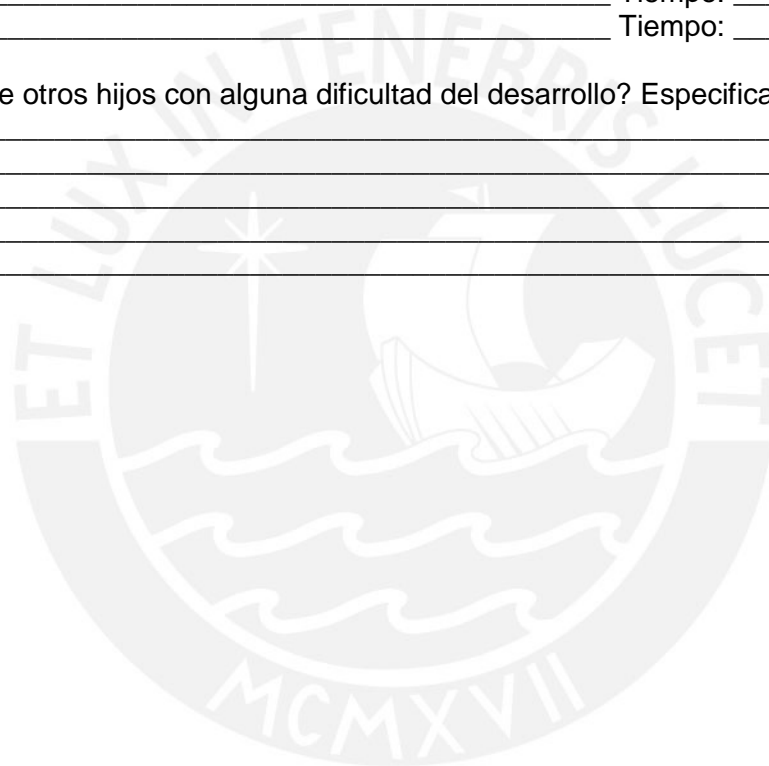 Tiempo:
Tiempo:
e otros hijos con alguna dificultad del desarrollo? Especifica
ET LUX IN TENEBRIS LUCET
MCMXVII